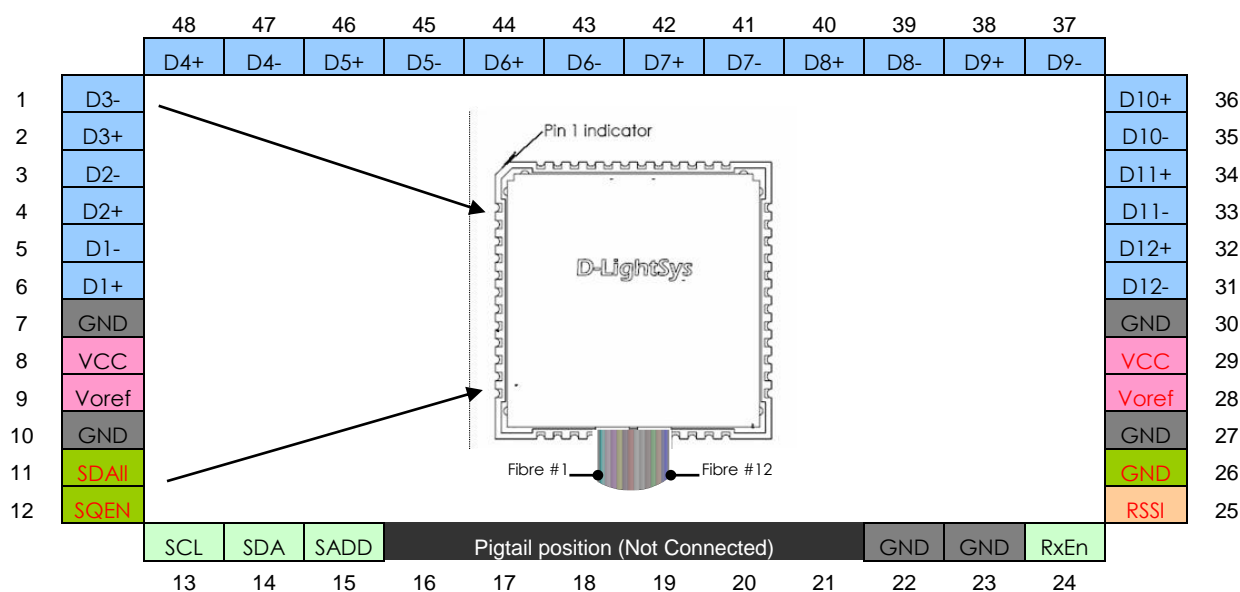 48 47 46 45 44 43 42 41 40 39 38 37
D4+ D4- D5+ D5- D6+ D6- D7+ D7- D8+ D8- D9+ D9-
1 D3- D10+ 36
Pin 1 indicator
2 D3+ D10- 35
3 D2- D11+ 34
4 D2+ D11- 33
5 D1- D12+ 32
D-LightSys
6 D1+ D12- 31
7 GND GND 30
8 VCC VCC 29
9 Voref Voref 28
10 GND GND 27
11 SDAII Fibre #1 Fibre #12 GND 26
12 SQEN RSSI 25
SCL SDA SADD Pigtail position (Not Connected) GND GND RxEn
13 14 15 16 17 18 19 20 21 22 23 24